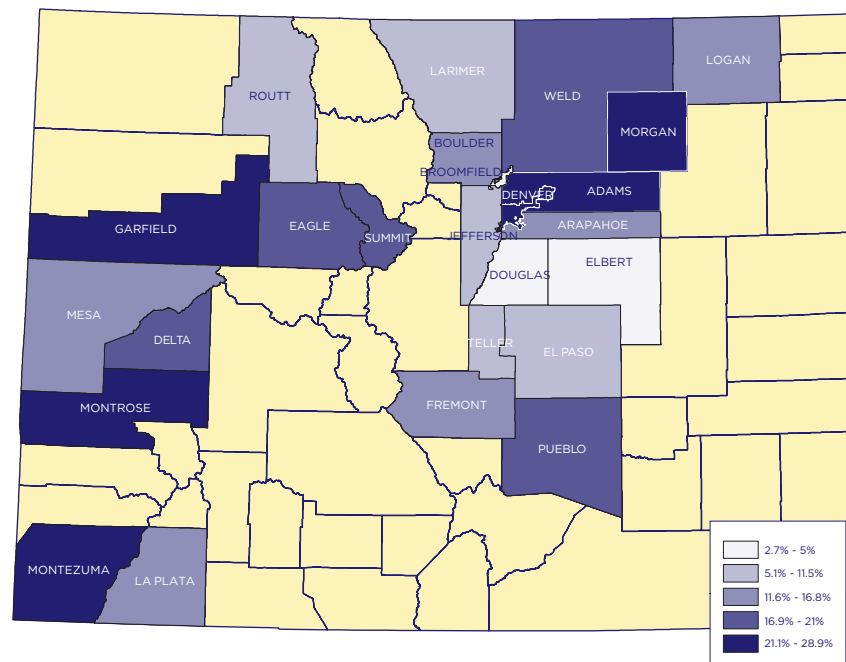 LOGAN
LARIMER
ROUTT
WELD
MORGAN
BOULDER
BROOMFIELD
DENVER
ADAMS
GARFIELD
EAGLE
SUMMIT
JEFFERSON
ARAPAHOE
DOUGLAS
ELBERT
MESA
DELTA
TELLER
EL PASO
MONTROSE
FREMONT
PUEBLO
MONTEZUMA
LA PLATA
2.7% - 5%
5.1% - 11.5%
11.6% - 16.8%
16.9% - 21%
21.1% - 28.9%